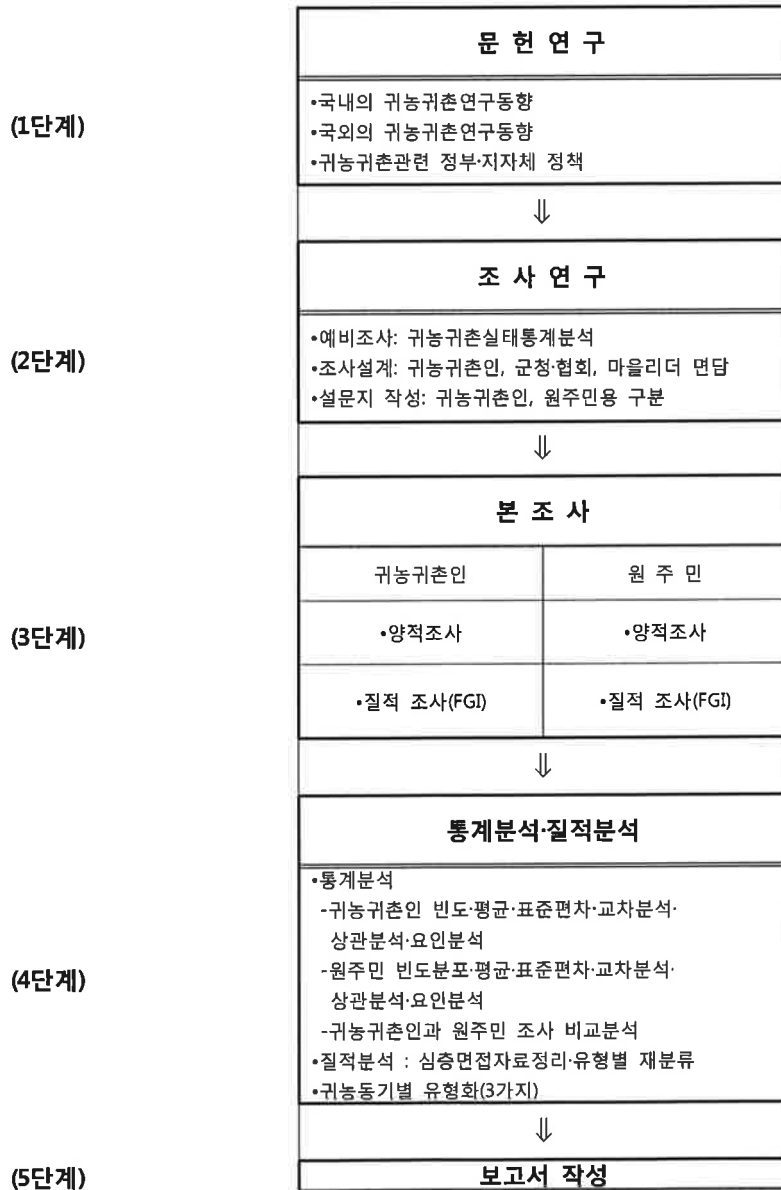 문 헌 연 구
(1단계)
•국내의 귀농귀촌연구동향
•국외의 귀농귀촌연구동향
•귀농귀촌관련 정부·지자체 정책
⇓
조 사 연 구
(2단계)
•예비조사: 귀농귀촌실태통계분석
•조사설계: 귀농귀촌인, 군청·협회, 마을리더 면담
•설문지 작성: 귀농귀촌인, 원주민용 구분
⇓
본 조 사
(3단계)
귀농귀촌인 원 주 민
•양적조사 •양적조사
•질적 조사(FGI) •질적 조사(FGI)
⇓
통계분석·질적분석
(4단계)
•통계분석
-귀농귀촌인 빈도·평균·표준편차·교차분석·
상관분석·요인분석
-원주민 빈도분포·평균·표준편차·교차분석·
상관분석·요인분석
-귀농귀촌인과 원주민 조사 비교분석
•질적분석 : 심층면접자료정리·유형별 재분류
•귀농동기별 유형화(3가지)
⇓
(5단계) 보고서 작성